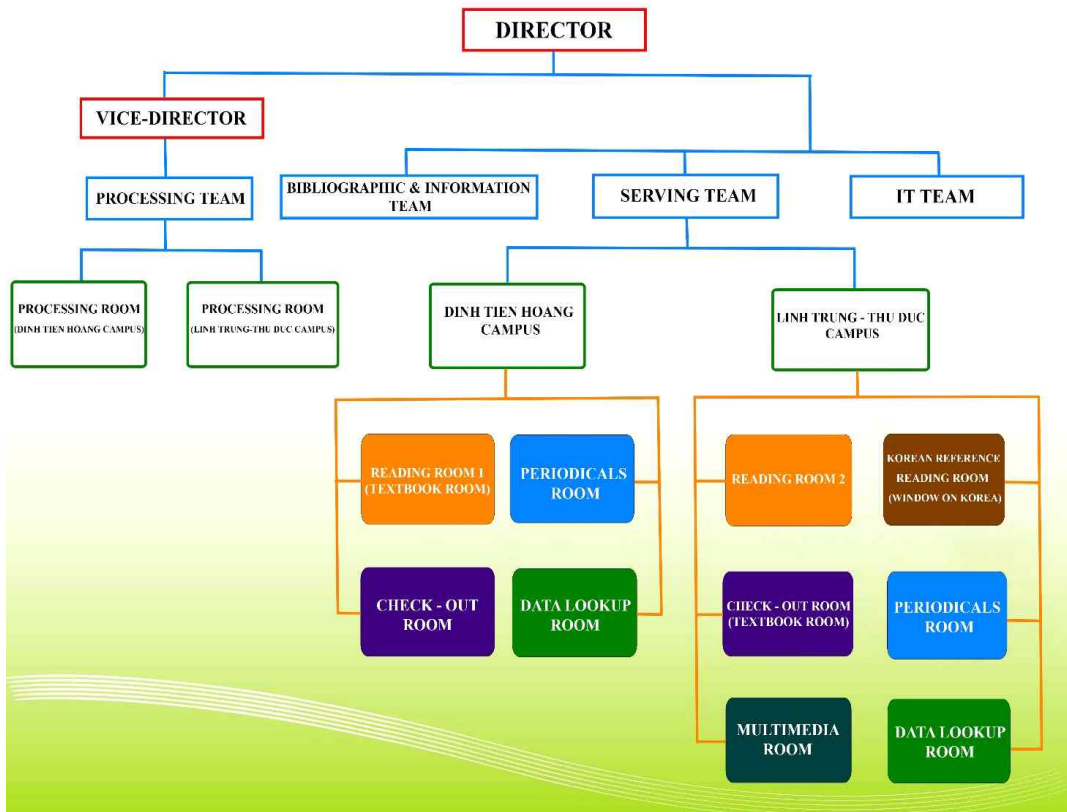 DIRECTOR
VICE-DIRECTOR
PROCESSING TEAM
BIBLIOGRAPHIC & INFORMATION
TEAM
SERVING TEAM
IT TEAM
PROCESSING ROOM
(DINH TIEN HOANG CAMPUS)
PROCESSING ROOM
(LINH TRUNG-THU DUC CAMPUS)
DINH TIEN HOANG
CAMPUS
LINH TRUNG - THU DUC
CAMPUS
READING ROOM 1
(TEXTBOOK ROOM)
PERIODICALS
ROOM
READING ROOM 2
KOREAN REFERENCE
READING ROOM
(WINDOW ON KOREA)
CHECK - OUT
ROOM
DATA LOOKUP
ROOM
CHECK - OUT ROOM
(TEXTBOOK ROOM)
PERIODICALS
ROOM
MULTIMEDIA
ROOM
DATA LOOKUP
ROOM